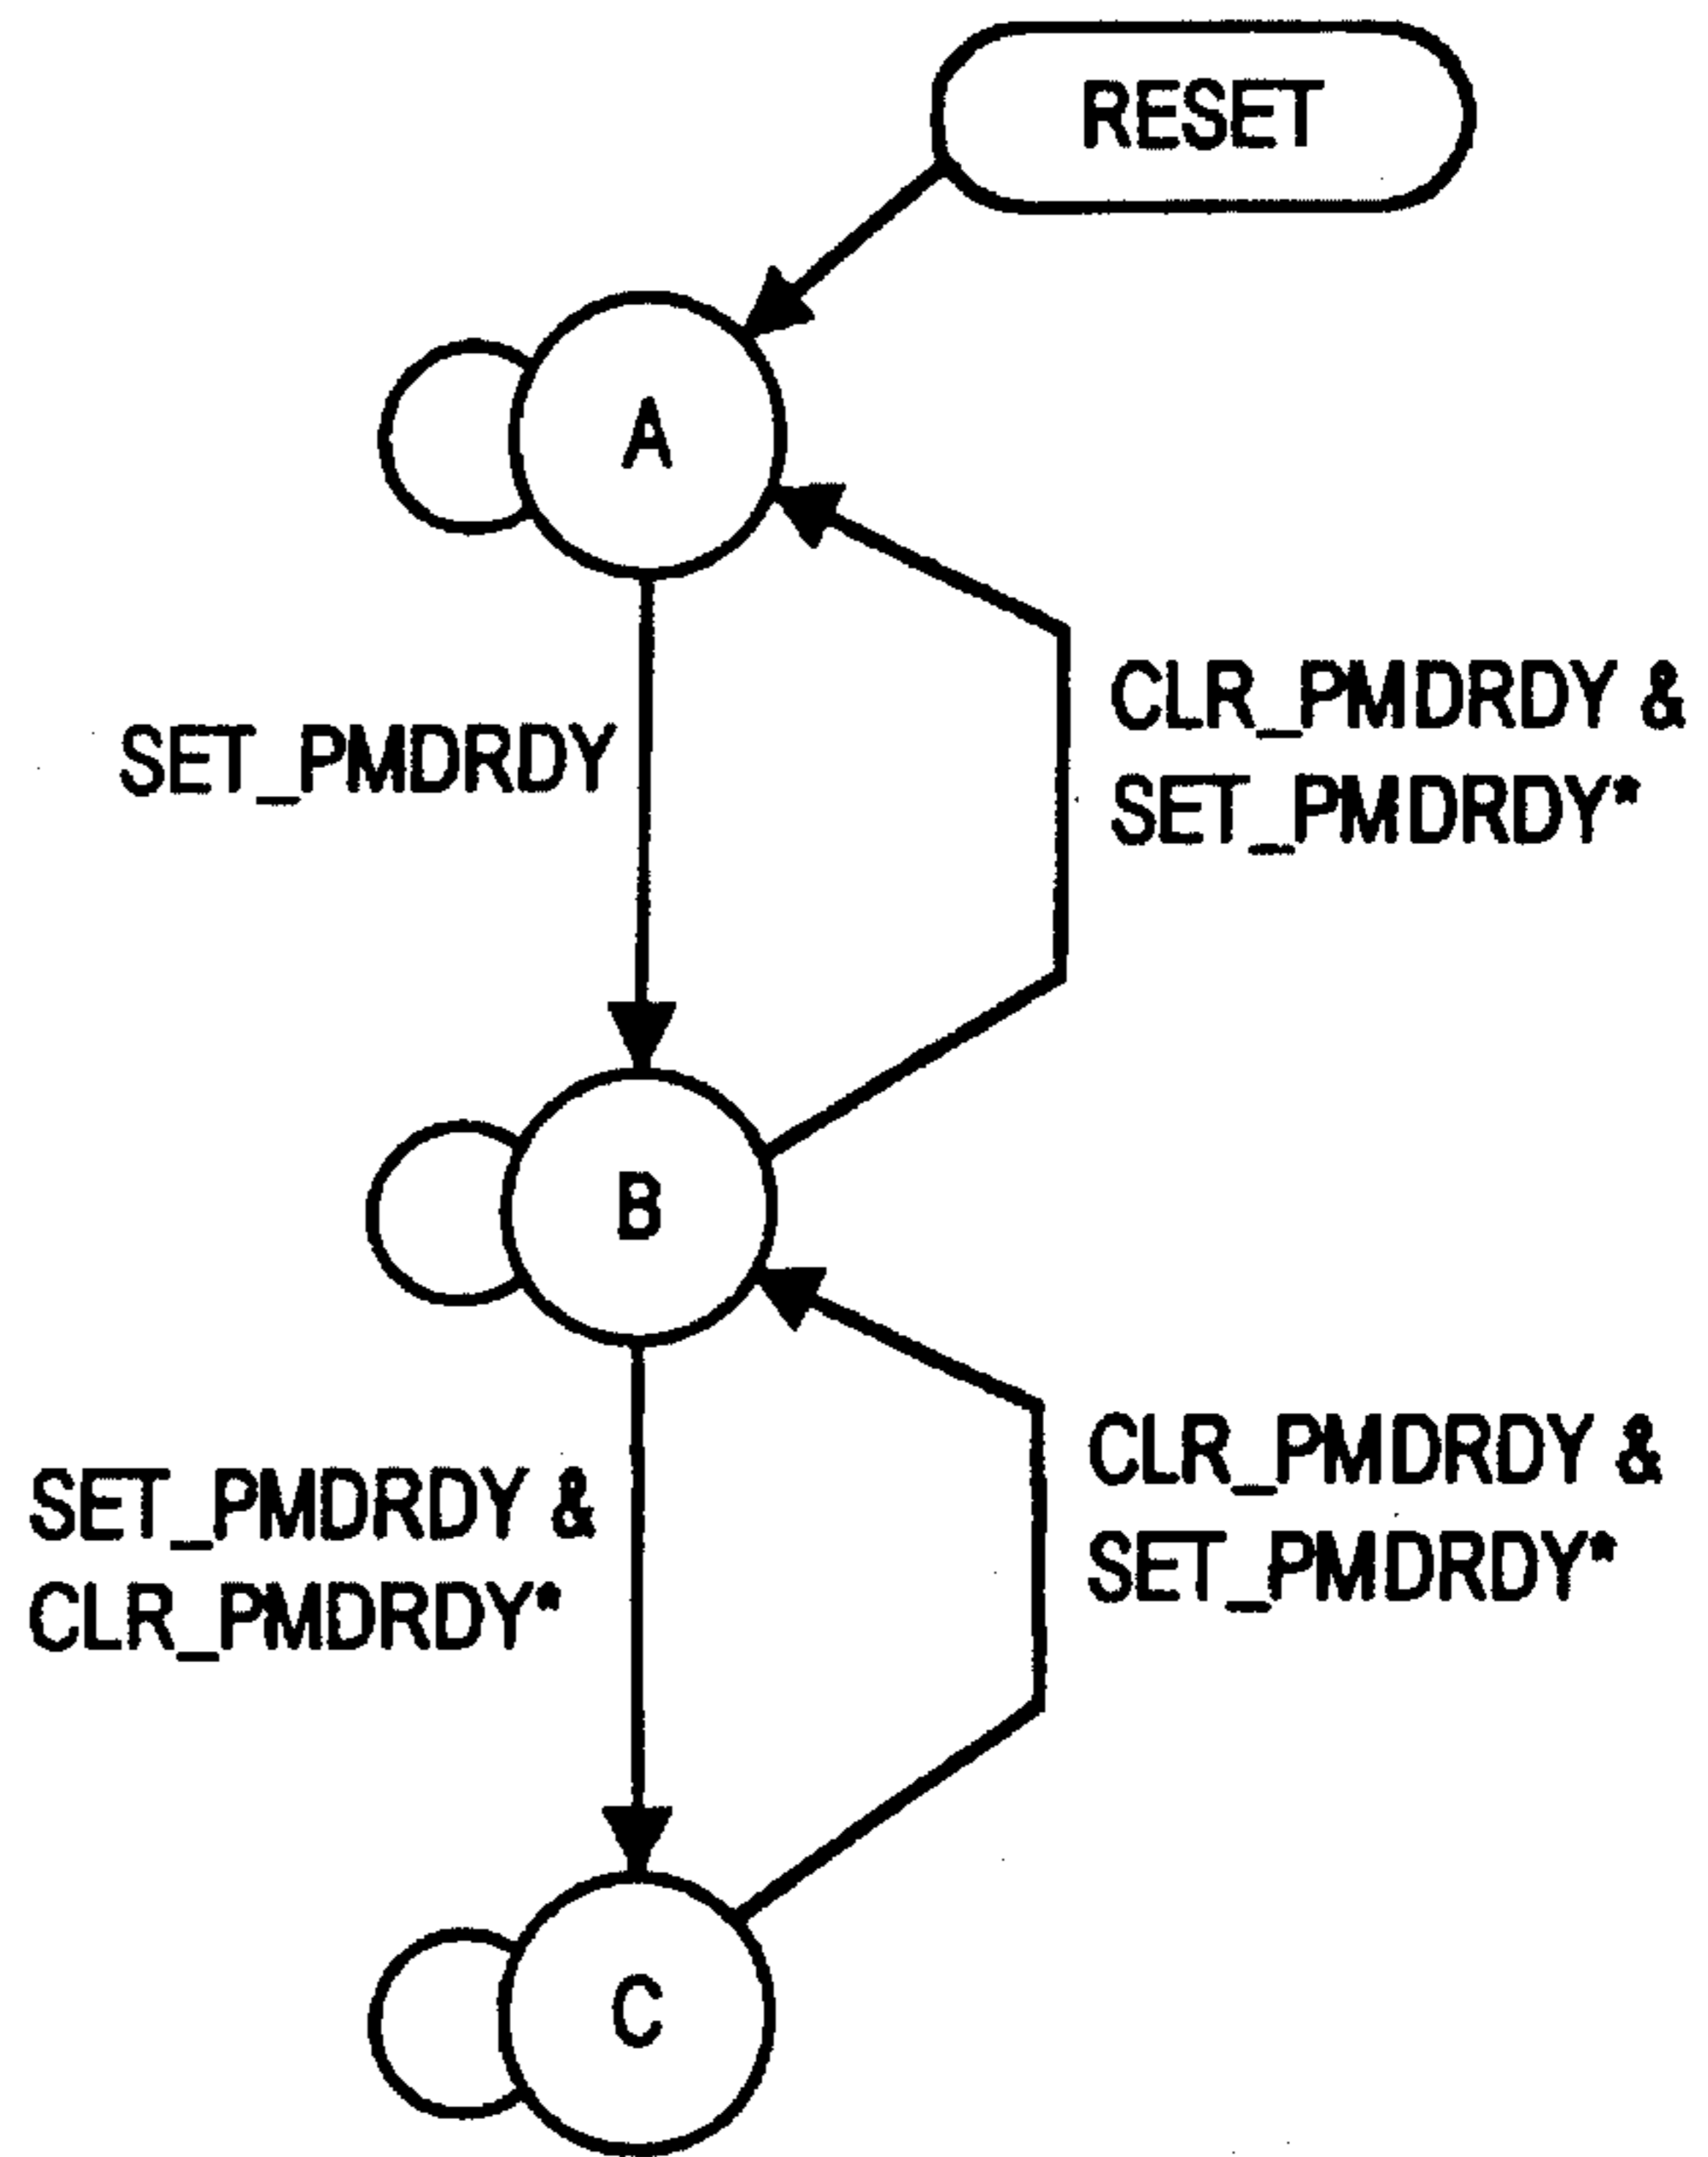 RESET
A
SET_PMDRDY
CLR_PMDRDY &
SET_PMDRDY*
B
SET_PMDRDY &
CLR_PMDRDY*
CLR_PMDRDY &
SET_PMDRDY*
C